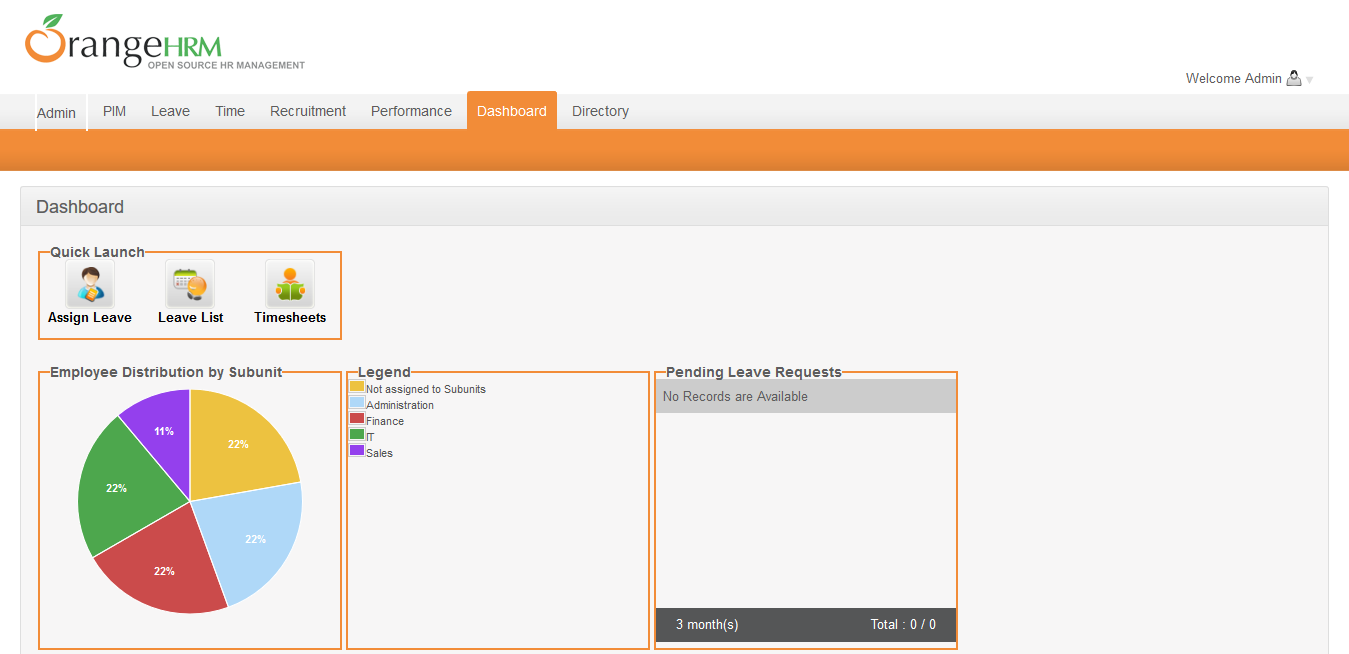 OrangeHRM
OPEN SOURCE HR MANAGEMENT
Welcome Admin
Admin PIM Leave Time Recruitment Performance Dashboard Directory
Dashboard
Quick Launch
Assign Leave Leave List Timesheets
Employee Distribution by Subunit
11%
22%
22%
22%
22%
Legend
Not assigned to Subunits
Administration
Finance
IT
Sales
Pending Leave Requests
No Records are Available
3 month(s) Total : 0 / 0